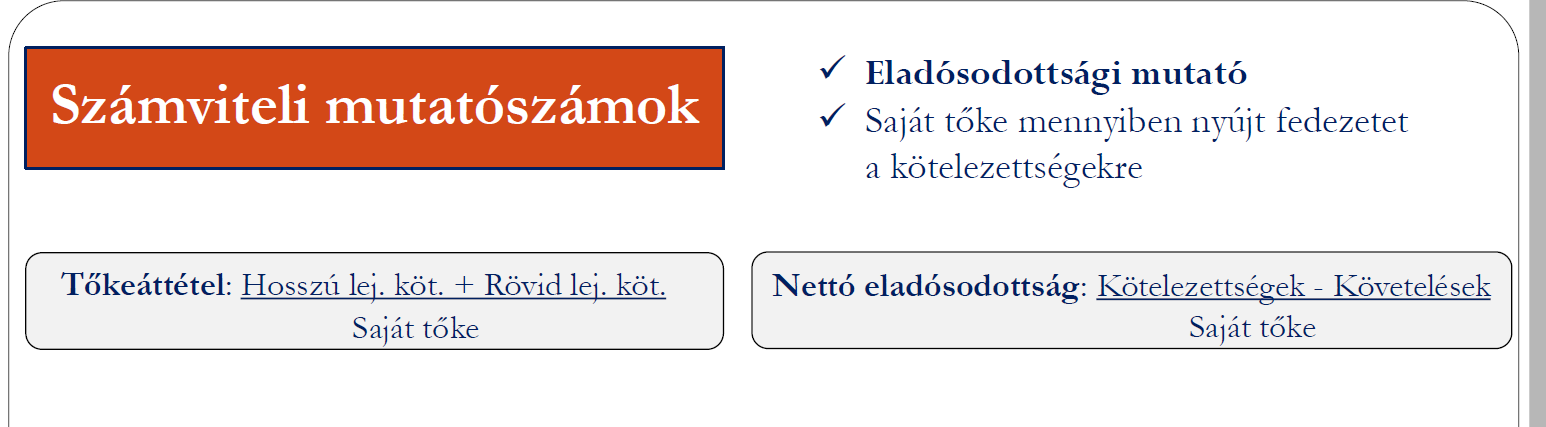 Számviteli mutatószámok
✓ Eladósodottsági mutató
✓ Saját tőke mennyiben nyújt fedezetet
a kötelezettségekre
Tőkeáttétel: Hosszú lej. köt. + Rövid lej. köt.
Saját tőke
Nettó eladósodottság: Kötelezettségek - Követelések
Saját tőke